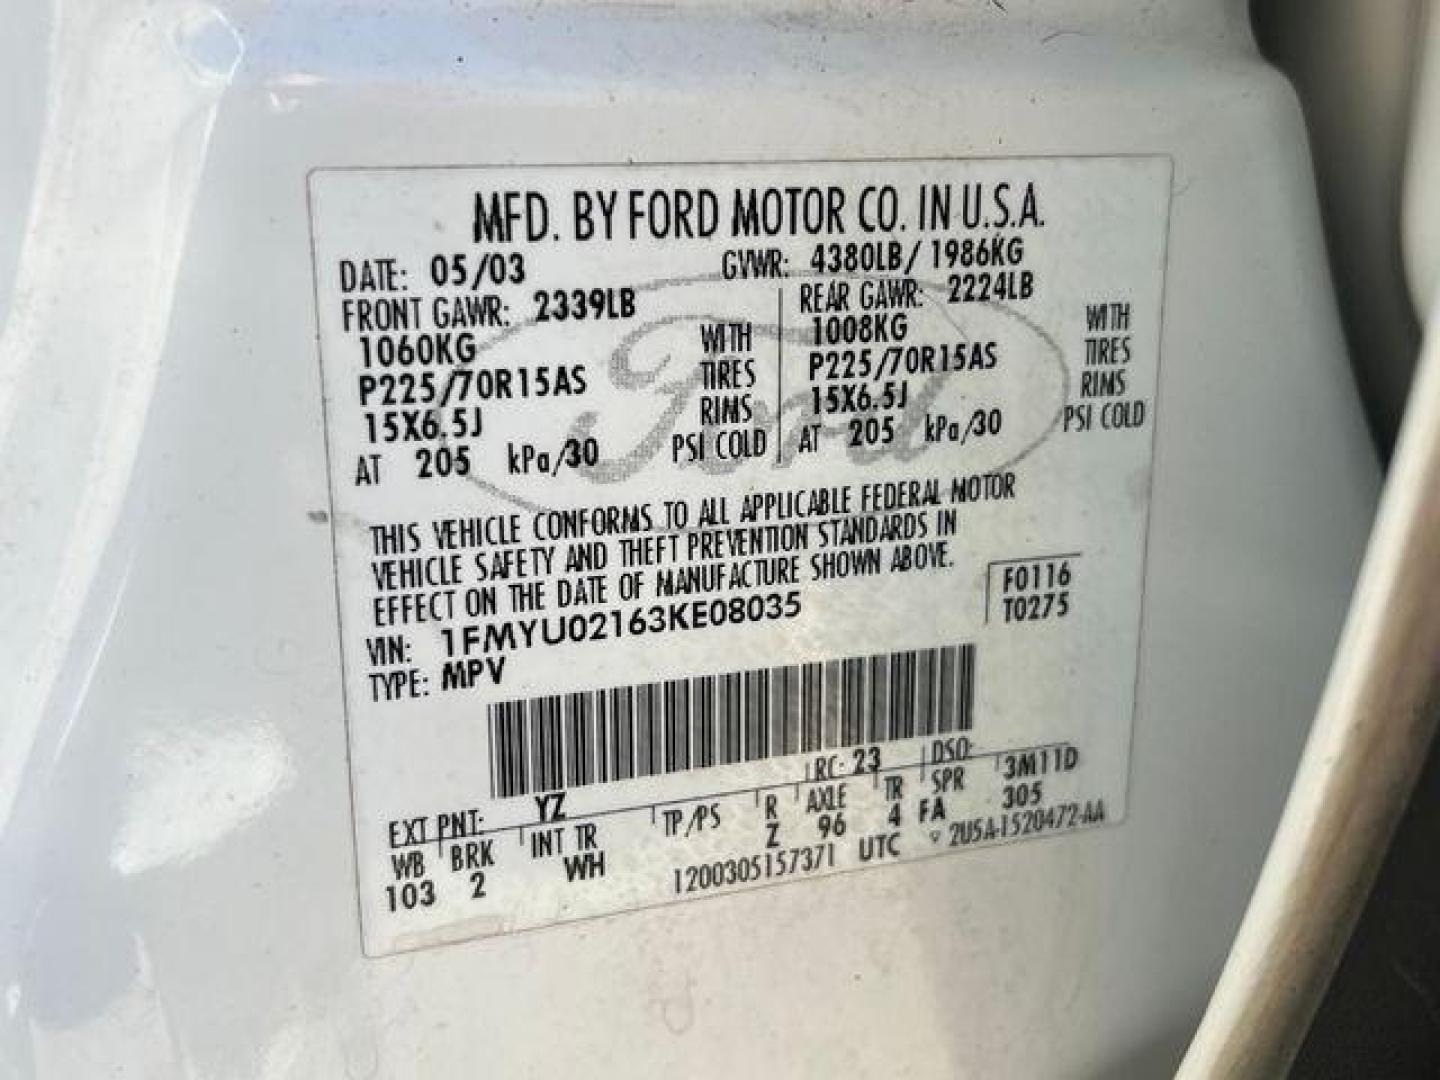 MFD. BY FORD MOTOR CO. IN U.S.A.
DATE: 05/03 GVWR: 4380LB/ 1986KG
FRONT GAWR: 2339LB REAR GAWR: 2224LB
1060KG WITH 1008KG WITH
P225/70R15AS TIRES P225/70R15AS TIRES
15X6.5J RIMS 15X6.5J RIMS
AT 205 kPa/30 PSI COLD AT 205 kPa/30 PSI COLD
Ford
THIS VEHICLE CONFORMS TO ALL APPLICABLE FEDERAL MOTOR
VEHICLE SAFETY AND THEFT PREVENTION STANDARDS IN
EFFECT ON THE DATE OF MANUFACTURE SHOWN ABOVE.
F0116
T0275
VIN: 1FMYU02163KE08035
TYPE: MPV
EXT PNT: YZ RC: 23 DSO:
WB BRK INT TR TP/PS R AXLE TR SPR 3M11D
103 2 WH Z 96 4 FA 305
1200305157371 UTC ▽ 2U5A-1520472-AA